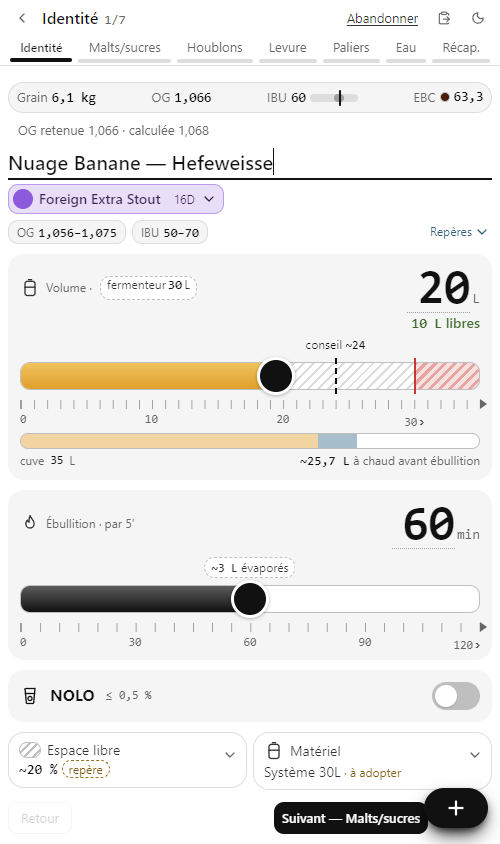 Identité 1/7 Abandonner
Identité Malts/sucres Houblons Levure Paliers Eau Récap.
Grain 6,1 kg OG 1,066 IBU 60 EBC 63,3
OG retenue 1,066 · calculée 1,068
Nuage Banane — Hefeweisse
Foreign Extra Stout 16D
OG 1,056–1,075 IBU 50–70 Repères
Volume · fermenteur 30 L 20 L
10 L libres
conseil ~24
0 10 20 30›
cuve 35 L ~25,7 L à chaud avant ébullition
Ébullition · par 5' 60 min
~3 L évaporés
0 30 60 90 120›
NOLO ≤ 0,5 %
Espace libre
~20 % repère
Matériel
Système 30L · à adopter
Retour Suivant — Malts/sucres +